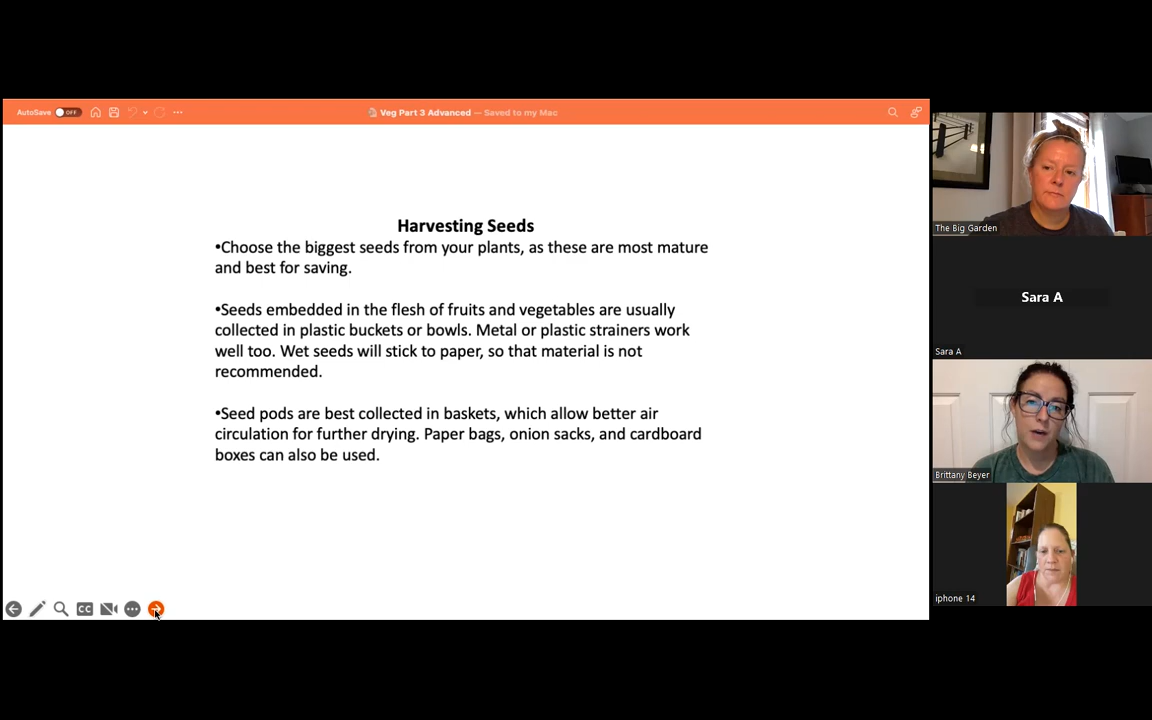 AutoSave OFF
Veg Part 3 Advanced — Saved to my Mac
Harvesting Seeds
•Choose the biggest seeds from your plants, as these are most mature
and best for saving.
•Seeds embedded in the flesh of fruits and vegetables are usually
collected in plastic buckets or bowls. Metal or plastic strainers work
well too. Wet seeds will stick to paper, so that material is not
recommended.
•Seed pods are best collected in baskets, which allow better air
circulation for further drying. Paper bags, onion sacks, and cardboard
boxes can also be used.
CC
The Big Garden
Sara A
Sara A
Brittany Beyer
iphone 14